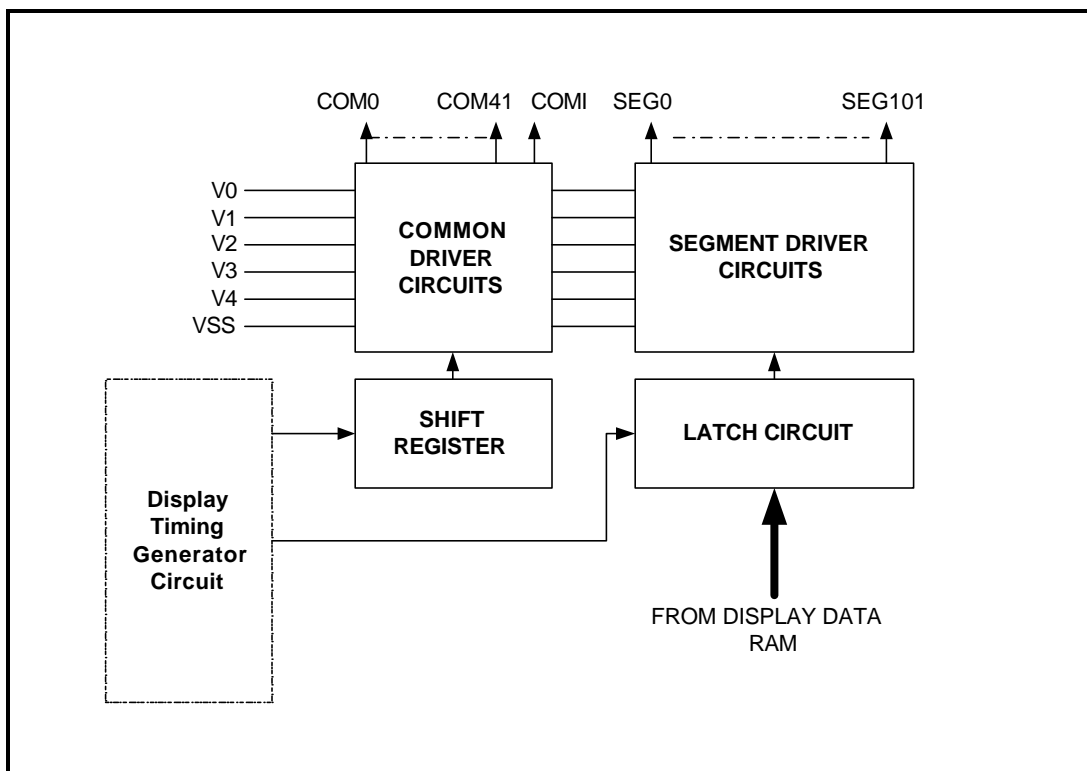 COM0
COM41
COMI
SEG0
SEG101
V0
V1
V2
V3
V4
VSS
COMMON
DRIVER
CIRCUITS
SEGMENT DRIVER
CIRCUITS
SHIFT
REGISTER
LATCH CIRCUIT
Display
Timing
Generator
Circuit
FROM DISPLAY DATA
RAM